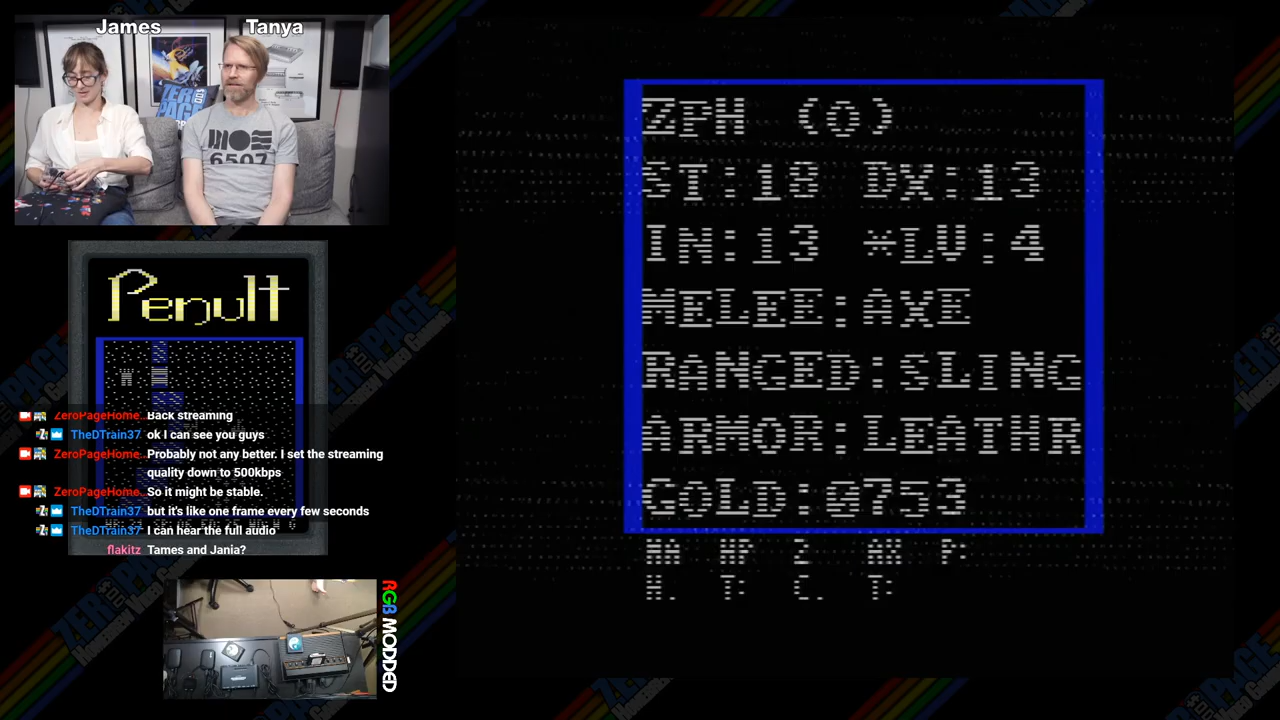 James
Tanya
ZPH (O)
ST:18 DX:13
IN:13 *LV:4
MELEE:AXE
RANGED:SLING
ARMOR:LEATHR
GOLD:@753
Penult
6507
ZeroPageHome Back streaming
TheDTrain37 ok I can see you guys
ZeroPageHome Probably not any better. I set the streaming
quality down to 500kbps
ZeroPageHome So it might be stable.
TheDTrain37 but it's like one frame every few seconds
TheDTrain37 I can hear the full audio
flakitz Tames and Jania?
RGB MODDED